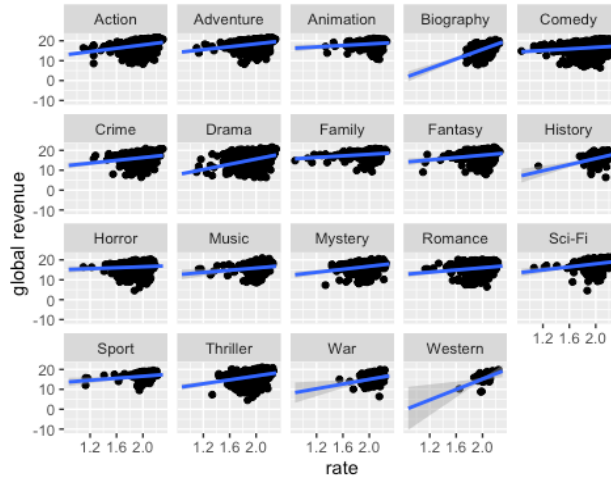 Action Adventure Animation Biography Comedy
20
10
0
-10
Crime Drama Family Fantasy History
20
10
0
-10
global revenue
Horror Music Mystery Romance Sci-Fi
20
10
0
-10
1.2 1.6 2.0
Sport Thriller War Western
20
10
0
-10
1.2 1.6 2.0 1.2 1.6 2.0 1.2 1.6 2.0 1.2 1.6 2.0
rate